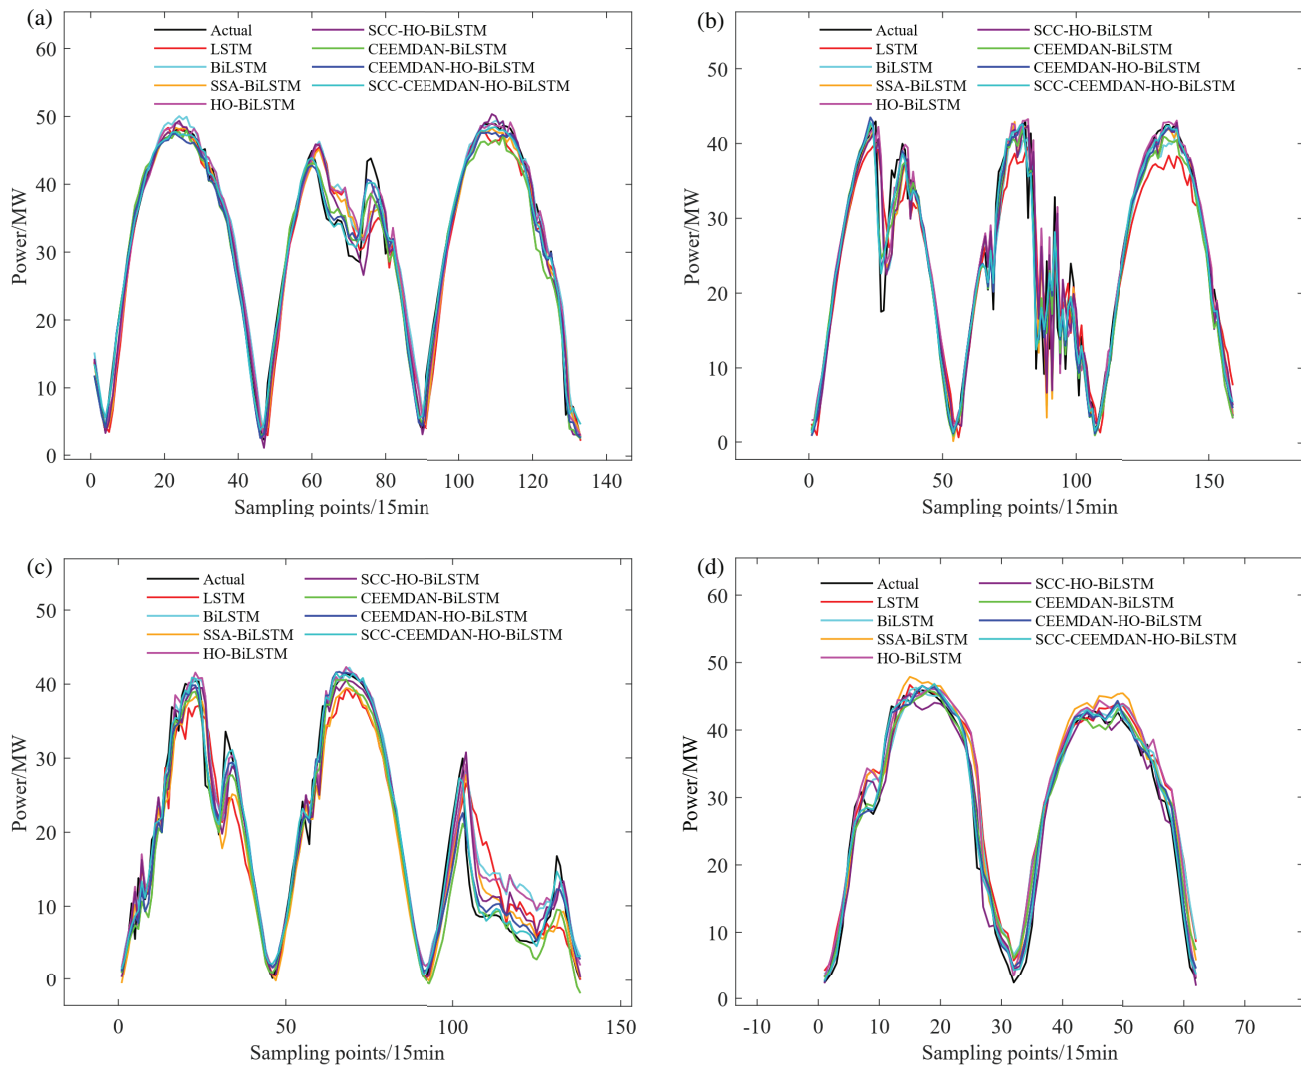 (a)
Actual
LSTM
BiLSTM
SSA-BiLSTM
HO-BiLSTM
SCC-HO-BiLSTM
CEEMDAN-BiLSTM
CEEMDAN-HO-BiLSTM
SCC-CEEMDAN-HO-BiLSTM
Power/MW
60
50
40
30
20
10
0
0 20 40 60 80 100 120 140
Sampling points/15min
(b)
Actual
LSTM
BiLSTM
SSA-BiLSTM
HO-BiLSTM
SCC-HO-BiLSTM
CEEMDAN-BiLSTM
CEEMDAN-HO-BiLSTM
SCC-CEEMDAN-HO-BiLSTM
Power/MW
50
40
30
20
10
0
0 50 100 150
Sampling points/15min
(c)
Actual
LSTM
BiLSTM
SSA-BiLSTM
HO-BiLSTM
SCC-HO-BiLSTM
CEEMDAN-BiLSTM
CEEMDAN-HO-BiLSTM
SCC-CEEMDAN-HO-BiLSTM
Power/MW
50
40
30
20
10
0
0 50 100 150
Sampling points/15min
(d)
Actual
LSTM
BiLSTM
SSA-BiLSTM
HO-BiLSTM
SCC-HO-BiLSTM
CEEMDAN-BiLSTM
CEEMDAN-HO-BiLSTM
SCC-CEEMDAN-HO-BiLSTM
Power/MW
60
50
40
30
20
10
0
-10 0 10 20 30 40 50 60 70
Sampling points/15min